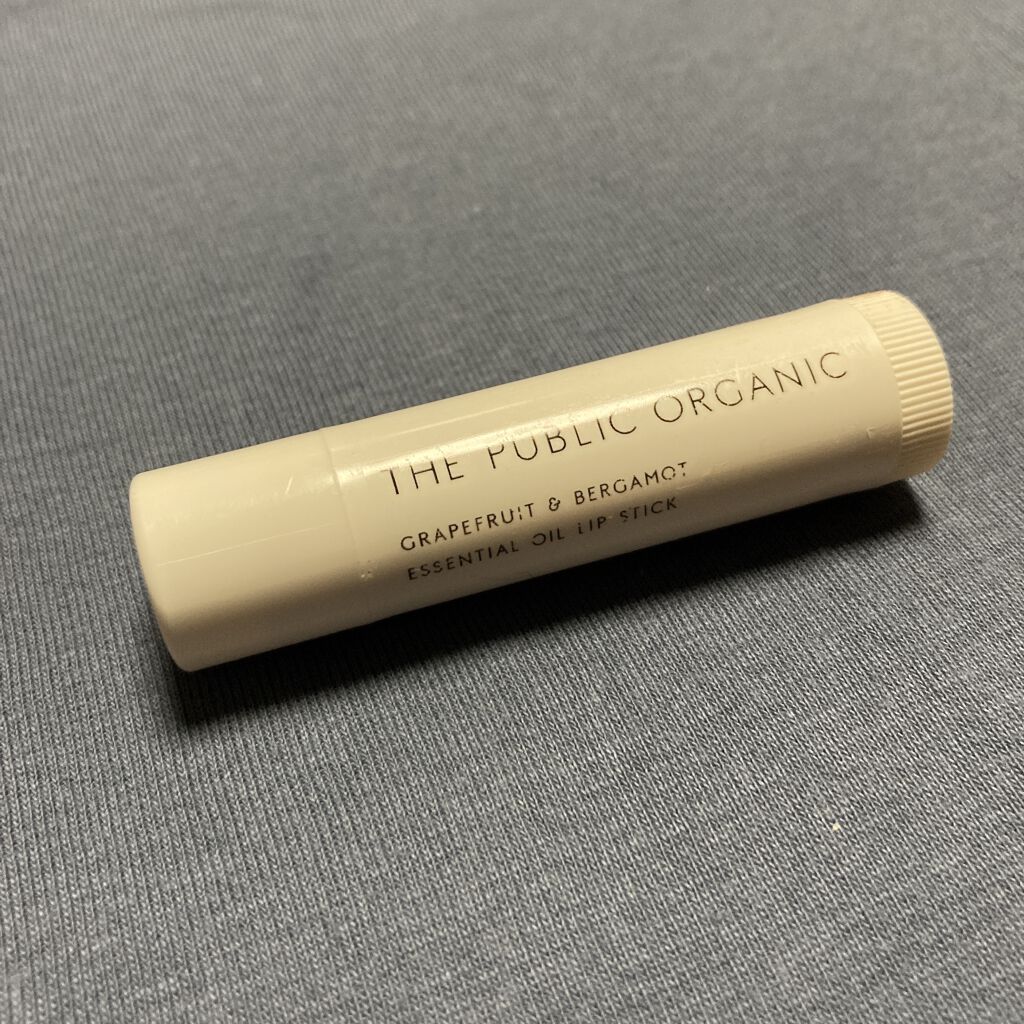 THE PUBLIC ORGANIC
GRAPEFRUIT & BERGAMOT
ESSENTIAL OIL LIP STICK